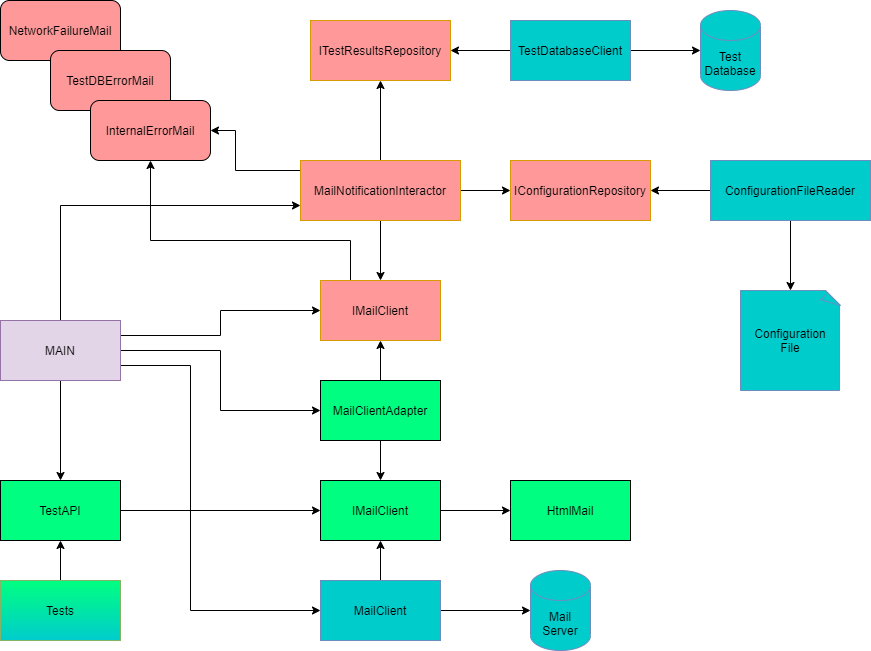 NetworkFailureMail
TestDBErrorMail
InternalErrorMail
ITestResultsRepository
TestDatabaseClient
Test
Database
MailNotificationInteractor
IConfigurationRepository
ConfigurationFileReader
IMailClient
Configuration
File
MAIN
MailClientAdapter
TestAPI
IMailClient
HtmlMail
Tests
MailClient
Mail
Server